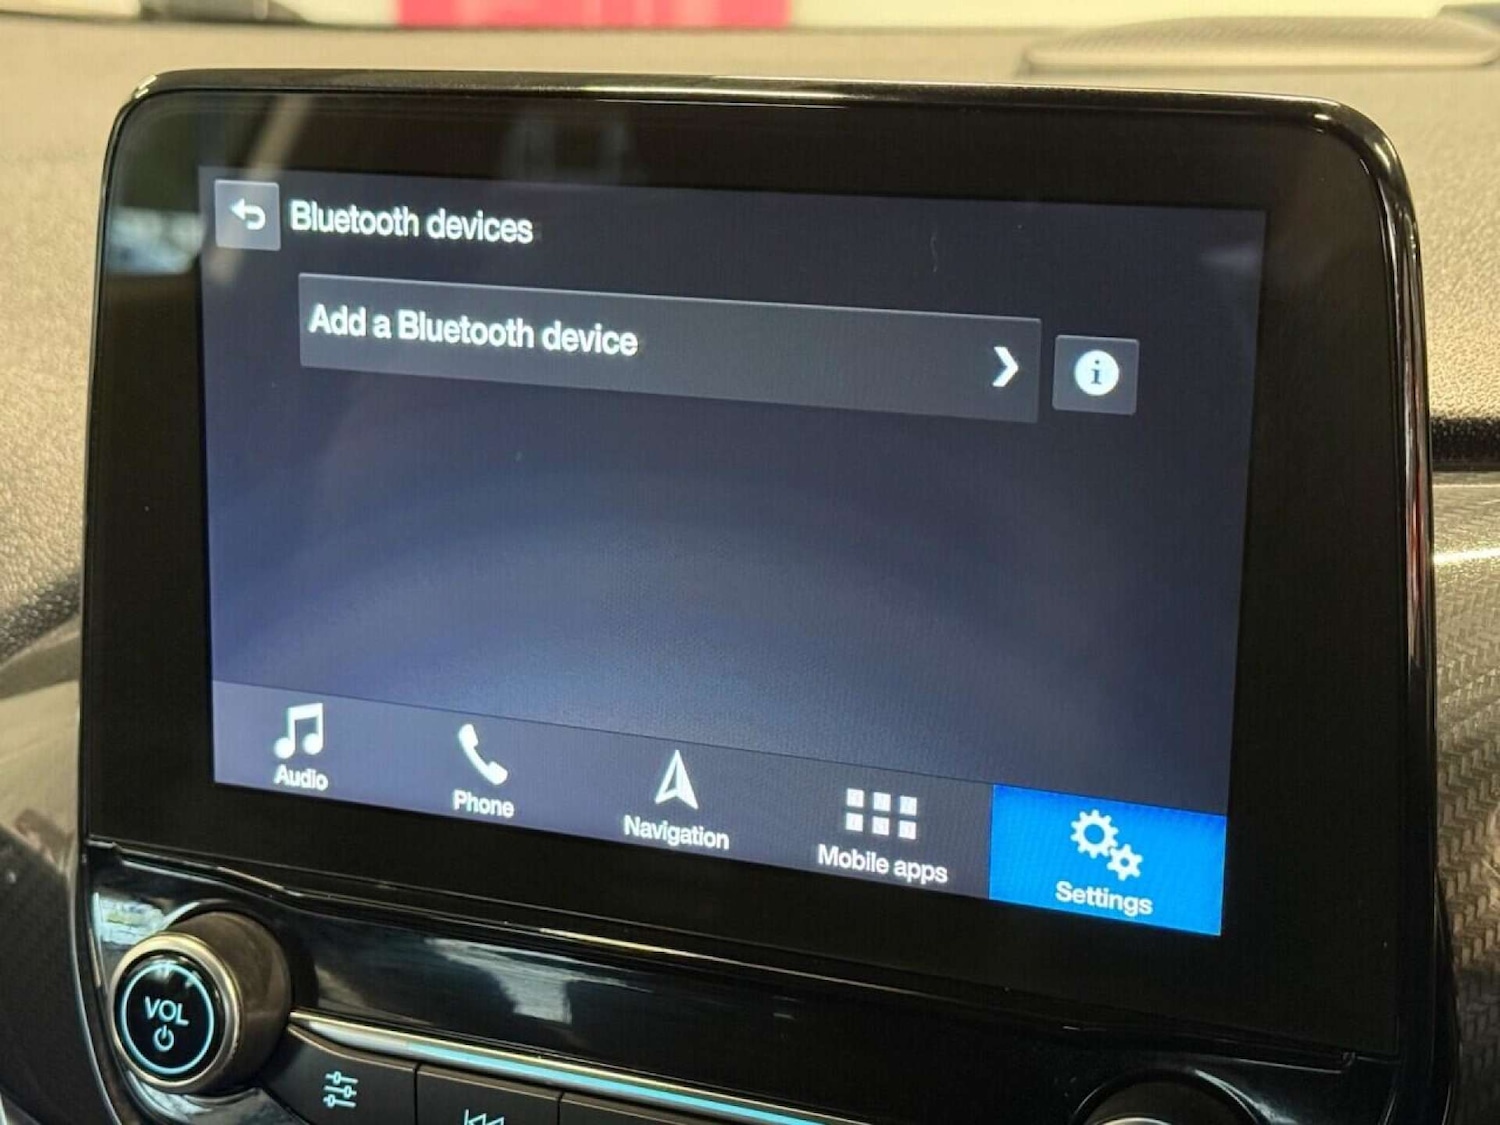 Bluetooth devices
Add a Bluetooth device
i
Audio
Phone
Navigation
Mobile apps
Settings
VOL